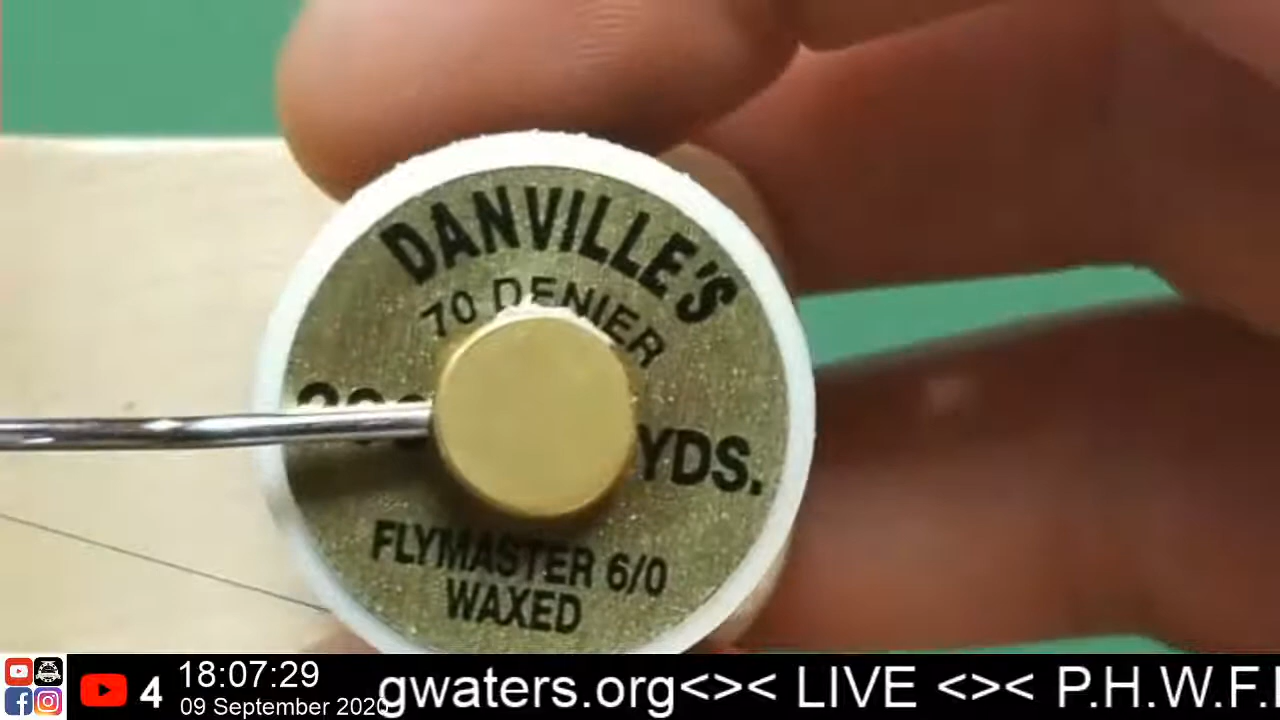 DANVILLE'S
70 DENIER
YDS.
FLYMASTER 6/0
WAXED
4
18:07:29
09 September 2020
gwaters.org<>< LIVE <>< P.H.W.F.